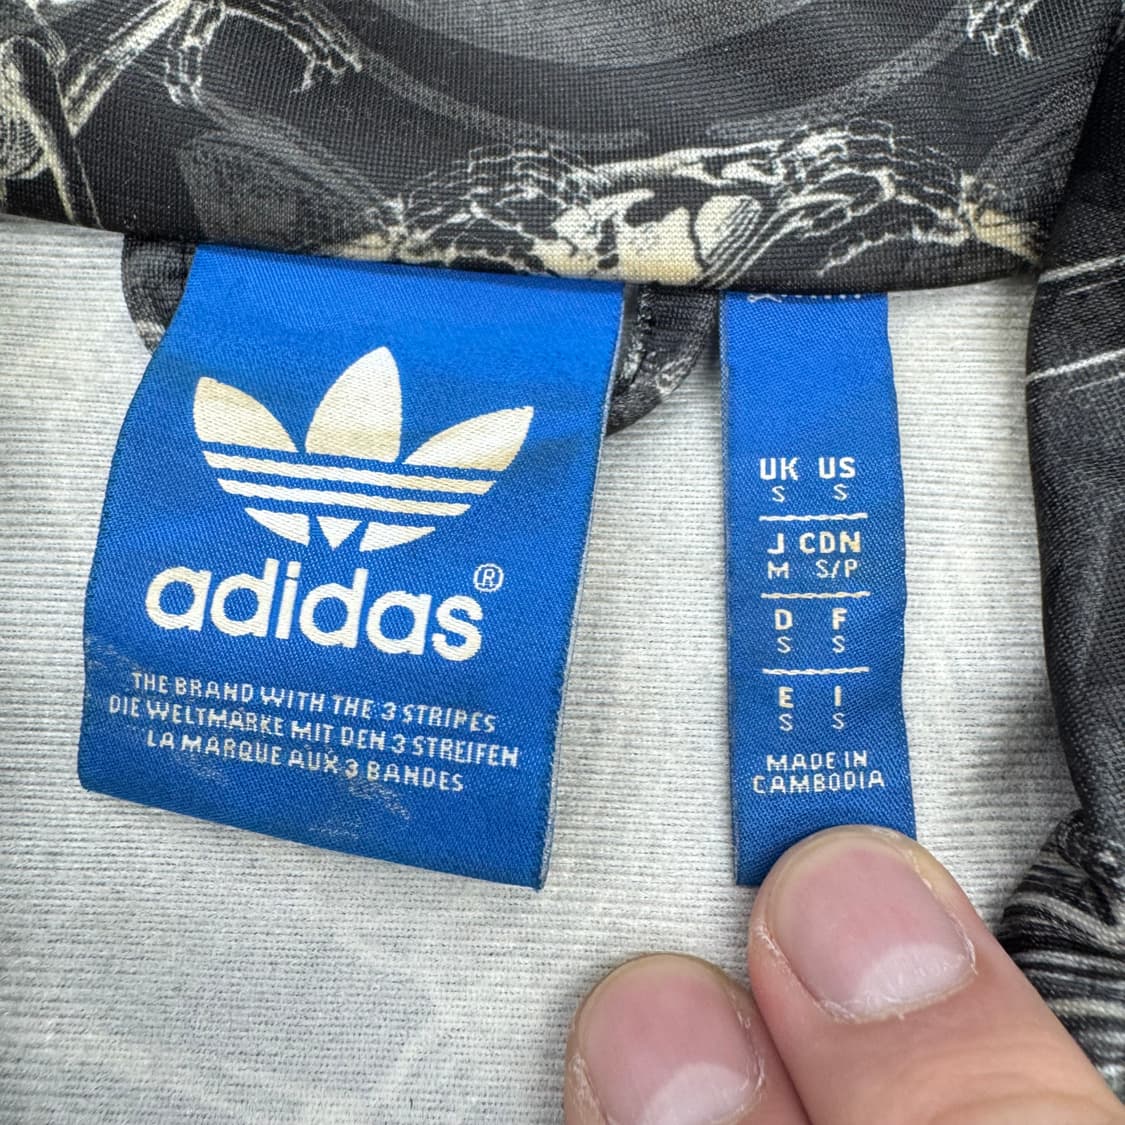 adidas®
THE BRAND WITH THE 3 STRIPES
DIE WELTMARKE MIT DEN 3 STREIFEN
LA MARQUE AUX 3 BANDES
UK US
S S
J CDN
M S/P
D F
S S
E I
S S
MADE IN
CAMBODIA